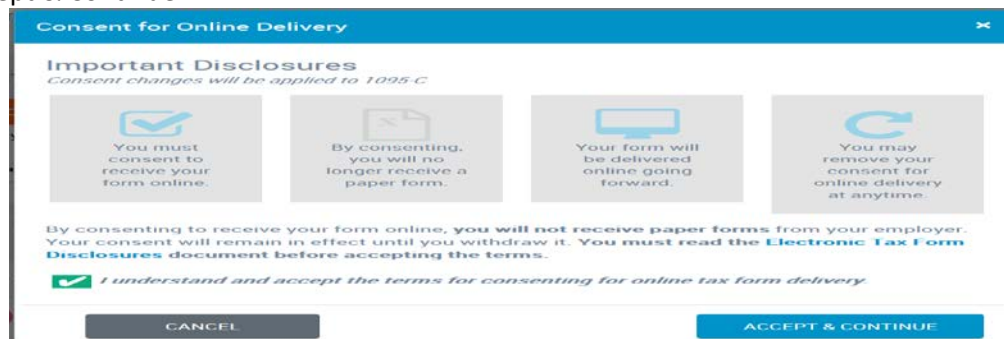 Consent for Online Delivery
Important Disclosures
Consent changes will be applied to 1095-C
You must
consent to
receive your
form online.
By consenting,
you will no
longer receive a
paper form.
Your form will
be delivered
online going
forward.
You may
remove your
consent for
online delivery
at anytime.
By consenting to receive your form online, you will not receive paper forms from your employer.
Your consent will remain in effect until you withdraw it. You must read the Electronic Tax Form
Disclosures document before accepting the terms.
I understand and accept the terms for consenting for online tax form delivery
CANCEL
ACCEPT & CONTINUE